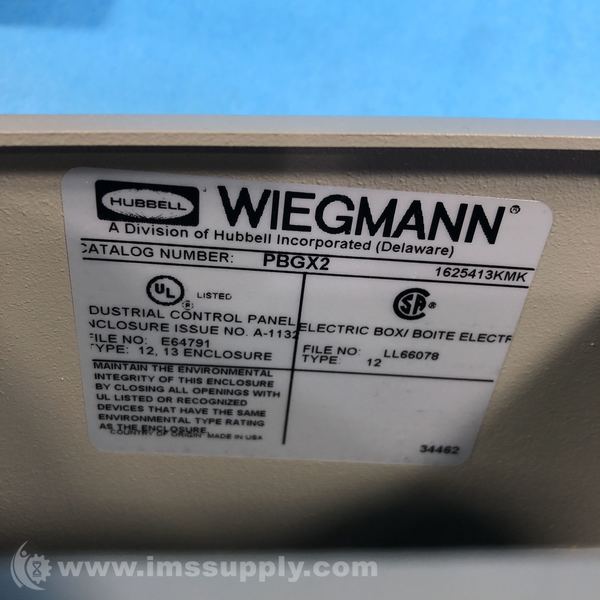 HUBBELL
WIEGMANN®
A Division of Hubbell Incorporated (Delaware)
CATALOG NUMBER: PBGX2
1625413KMK
UL® LISTED
DUSTRIAL CONTROL PANEL
NCLOSURE ISSUE NO. A-1132
FILE NO: E64791
TYPE: 12, 13 ENCLOSURE
SA®
ELECTRIC BOX/ BOITE ELECTR
FILE NO: LL66078
TYPE: 12
MAINTAIN THE ENVIRONMENTAL
INTEGRITY OF THIS ENCLOSURE
BY CLOSING ALL OPENINGS WITH
UL LISTED OR RECOGNIZED
DEVICES THAT HAVE THE SAME
ENVIRONMENTAL TYPE RATING
AS THE ENCLOSURE
COUNTRY OF ORIGIN MADE IN USA
34462
www.imssupply.com